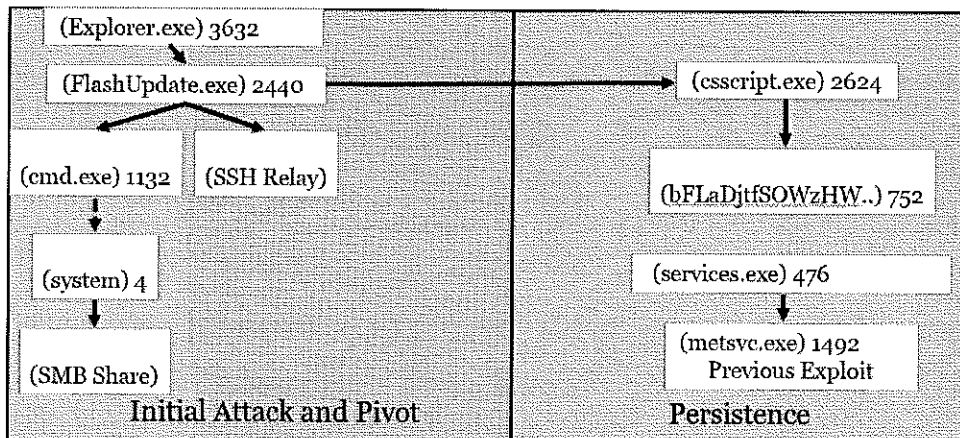 (Explorer.exe) 3632
(FlashUpdate.exe) 2440
(cmd.exe) 1132
(SSH Relay)
(system) 4
(SMB Share)
Initial Attack and Pivot
(csscript.exe) 2624
(bFLaDjtfSOWzHW..) 752
(services.exe) 476
(metsvc.exe) 1492
Previous Exploit
Persistence